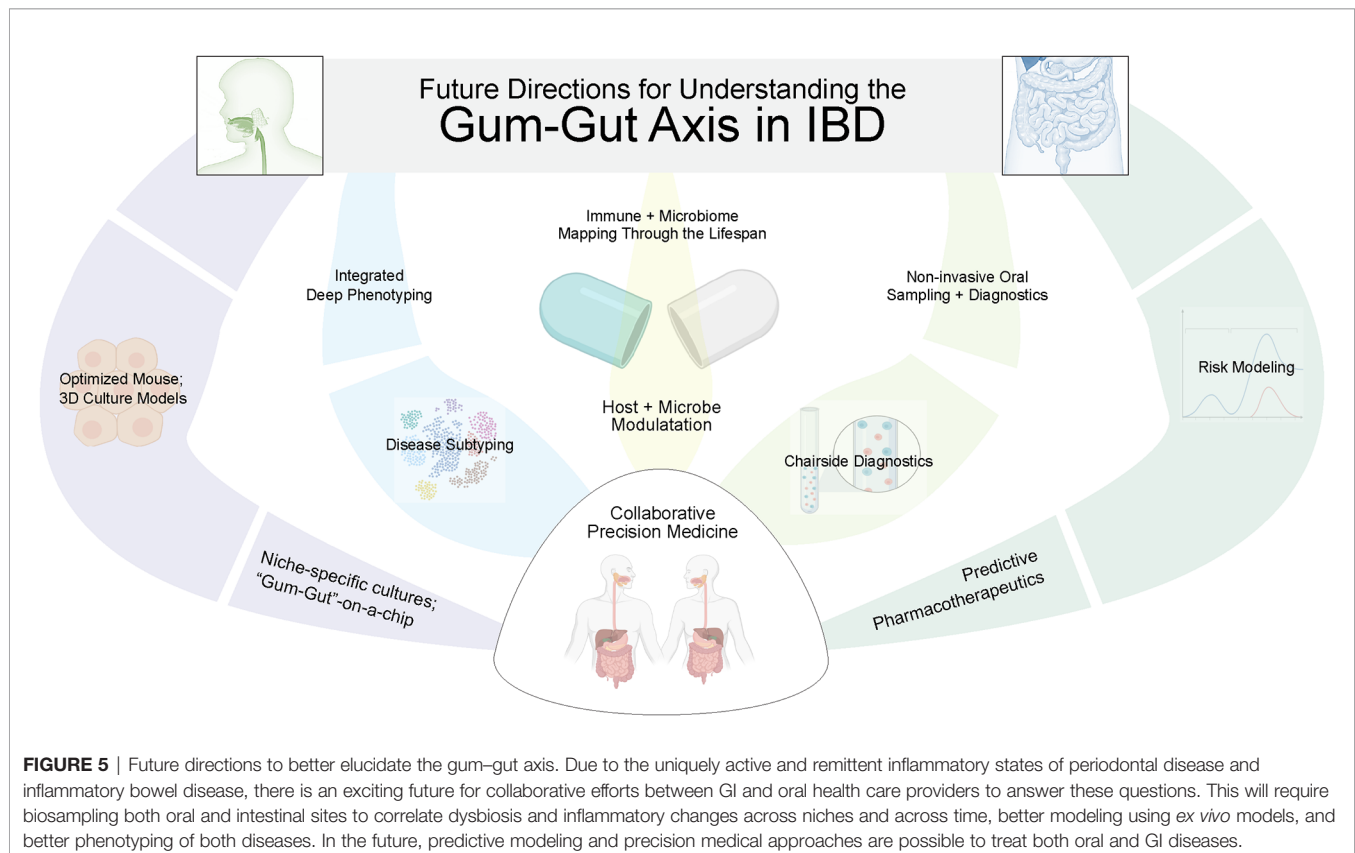 Future Directions for Understanding the
Gum-Gut Axis in IBD
Immune + Microbiome
Mapping Through the Lifespan
Integrated
Deep Phenotyping
Non-invasive Oral
Sampling + Diagnostics
Optimized Mouse;
3D Culture Models
Risk Modeling
Host + Microbe
Modulatation
Disease Subtyping
Chairside Diagnostics
Collaborative
Precision Medicine
Niche-specific cultures;
“Gum-Gut”-on-a-chip
Predictive
Pharmacotherapeutics
FIGURE 5 | Future directions to better elucidate the gum–gut axis. Due to the uniquely active and remittent inflammatory states of periodontal disease and
inflammatory bowel disease, there is an exciting future for collaborative efforts between GI and oral health care providers to answer these questions. This will require
biosampling both oral and intestinal sites to correlate dysbiosis and inflammatory changes across niches and across time, better modeling using ex vivo models, and
better phenotyping of both diseases. In the future, predictive modeling and precision medical approaches are possible to treat both oral and GI diseases.